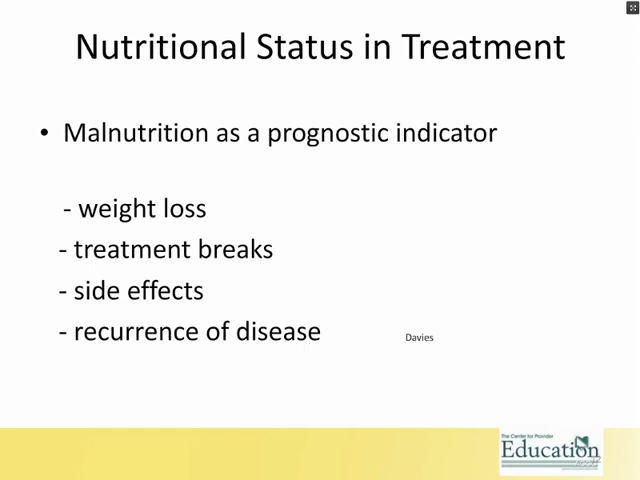 Nutritional Status in Treatment
• Malnutrition as a prognostic indicator
- weight loss
- treatment breaks
- side effects
- recurrence of disease
Davies
The Center for Provider
Education